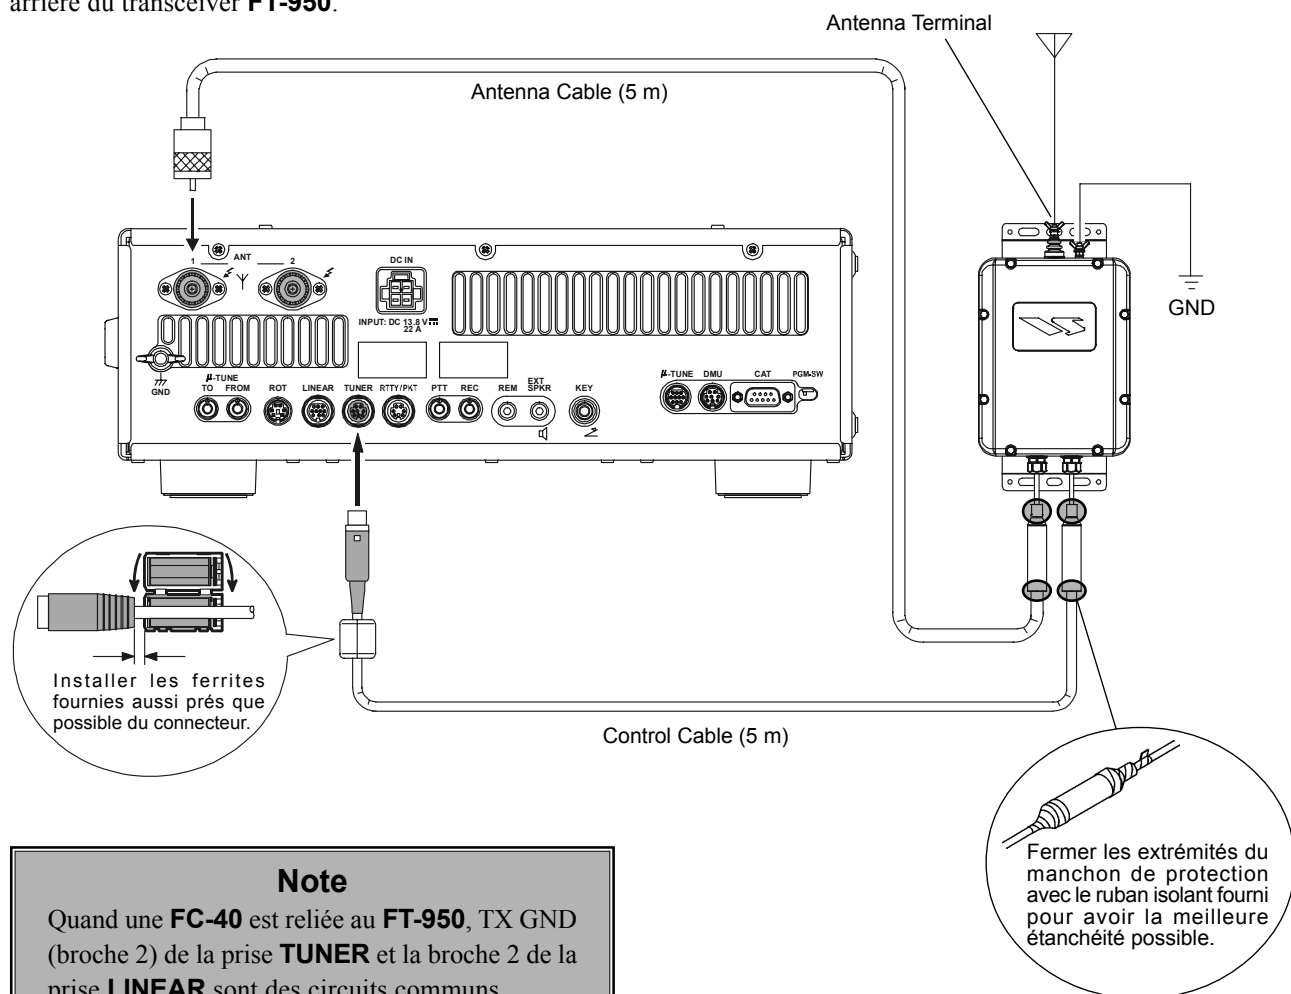 arrière du transceiver FT-950.
Antenna Terminal
Antenna Cable (5 m)
GND
1 ANT 2
DC IN
INPUT: DC 13.8 V
22 A
GND
µ-TUNE
TO FROM ROT LINEAR TUNER RTTY/PKT PTT REC REM EXT SPKR KEY
µ-TUNE DMU CAT PGM-SW
Installer les ferrites
fournies aussi prés que
possible du connecteur.
Control Cable (5 m)
Fermer les extrémités du
manchon de protection
avec le ruban isolant fourni
pour avoir la meilleure
étanchéité possible.
Note
Quand une FC-40 est reliée au FT-950, TX GND
(broche 2) de la prise TUNER et la broche 2 de la
prise LINEAR sont des circuits communs